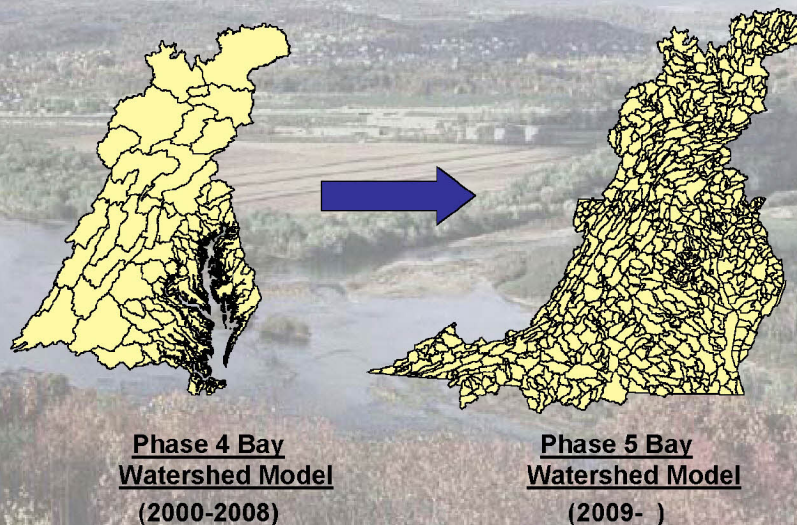 Phase 4 Bay
Watershed Model
(2000-2008)
Phase 5 Bay
Watershed Model
(2009- )